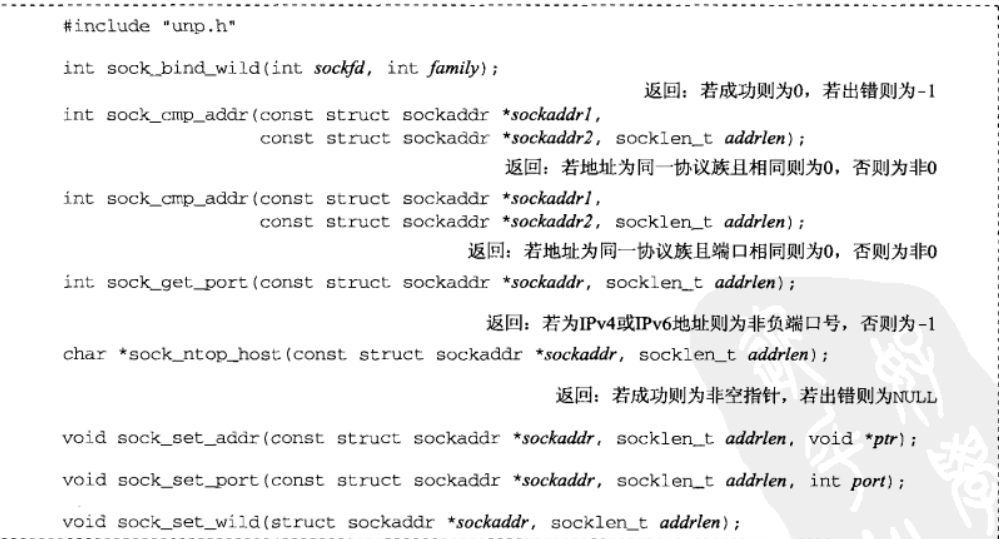 #include "unp.h"
int sock_bind_wild(int sockfd, int family);
返回：若成功则为0，若出错则为-1
int sock_cmp_addr(const struct sockaddr *sockaddr1,
const struct sockaddr *sockaddr2, socklen_t addrlen);
返回：若地址为同一协议族且相同则为0，否则为非0
int sock_cmp_addr(const struct sockaddr *sockaddr1,
const struct sockaddr *sockaddr2, socklen_t addrlen);
返回：若地址为同一协议族且端口相同则为0，否则为非0
int sock_get_port(const struct sockaddr *sockaddr, socklen_t addrlen);
返回：若为IPv4或IPv6地址则为非负端口号，否则为-1
char *sock_ntop_host(const struct sockaddr *sockaddr, socklen_t addrlen);
返回：若成功则为非空指针，若出错则为NULL
void sock_set_addr(const struct sockaddr *sockaddr, socklen_t addrlen, void *ptr);
void sock_set_port(const struct sockaddr *sockaddr, socklen_t addrlen, int port);
void sock_set_wild(struct sockaddr *sockaddr, socklen_t addrlen);